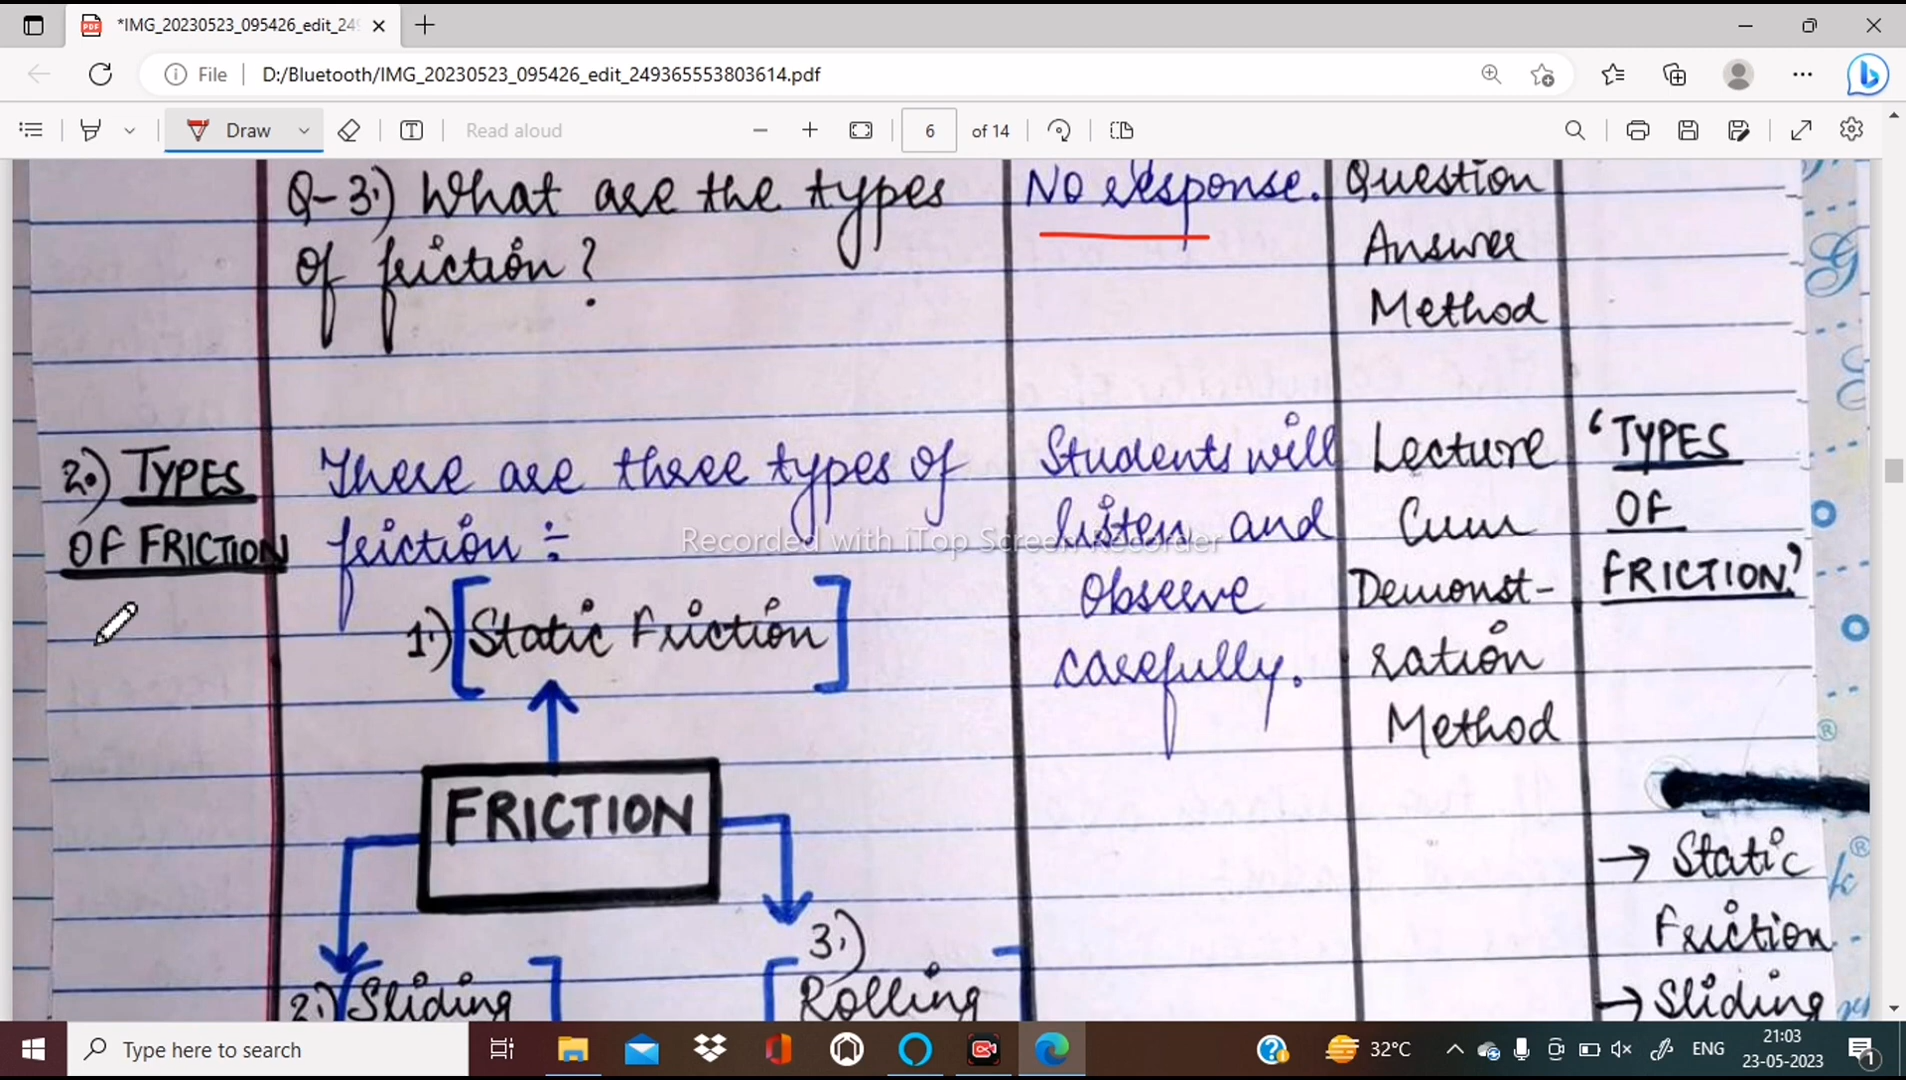 *IMG_20230523_095426_edit_249
File
D:/Bluetooth/IMG_20230523_095426_edit_249365553803614.pdf
Draw
Read aloud
6
of 14
Q-3.) What are the types
of friction?
No response.
Question
Answer
Method
2.) TYPES
OF FRICTION
There are three types of
friction ÷
1.) [Static Friction]
FRICTION
2.) Sliding
3.)
Rolling
Students will
listen and
Observe
carefully.
Lecture
Cum
Demonst-
ration
Method
'TYPES
OF
FRICTION'
→ Static
Friction
→ Sliding
Recorded with iTop Screen Recorder
Type here to search
32°C
ENG
21:03
23-05-2023
1